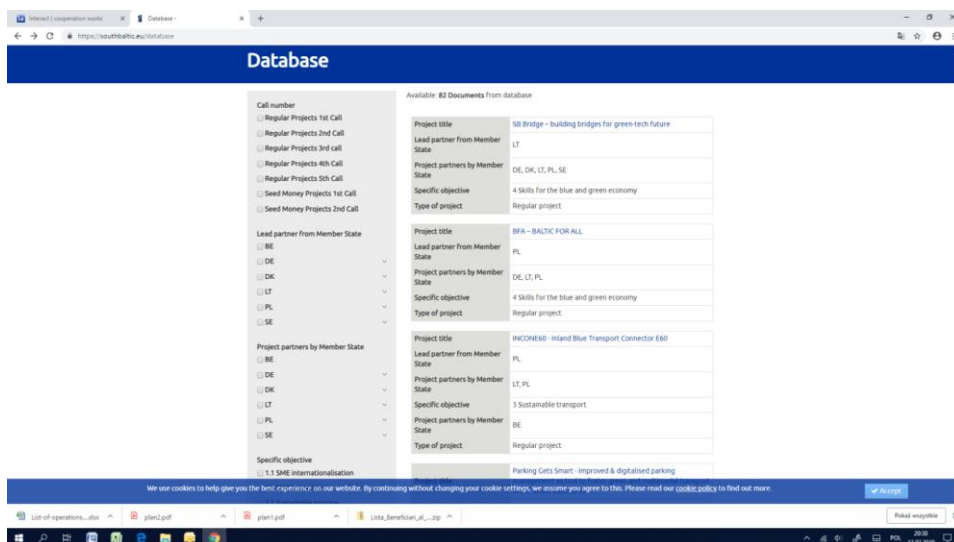 Interact | cooperation works
Database -
https://southbaltic.eu/database
Database
Call number
Regular Projects 1st Call
Regular Projects 2nd Call
Regular Projects 3rd call
Regular Projects 4th Call
Regular Projects 5th Call
Seed Money Projects 1st Call
Seed Money Projects 2nd Call
Lead partner from Member State
BE
DE
DK
LT
PL
SE
Project partners by Member State
BE
DE
DK
LT
PL
SE
Specific objective
1.1 SME internationalisation
Available: 82 Documents from database
Project title SB Bridge – building bridges for green-tech future
Lead partner from Member
State
LT
Project partners by Member
State
DE, DK, LT, PL, SE
Specific objective 4 Skills for the blue and green economy
Type of project Regular project
Project title BFA – BALTIC FOR ALL
Lead partner from Member
State
PL
Project partners by Member
State
DE, LT, PL
Specific objective 4 Skills for the blue and green economy
Type of project Regular project
Project title INCONE60 - Inland Blue Transport Connector E60
Lead partner from Member
State
PL
Project partners by Member
State
LT, PL
Specific objective 3 Sustainable transport
Project partners by Member
State
BE
Type of project Regular project
Parking Gets Smart - Improved & digitalised parking
We use cookies to help give you the best experience on our website. By continuing without changing your cookie settings, we assume you agree to this. Please read our cookie policy to find out more.
Accept
List-of-operations....xlsx
plan2.pdf
plan1.pdf
Lista_Beneficjari_al_....zip
Pokaż wszystkie
POL
20:30